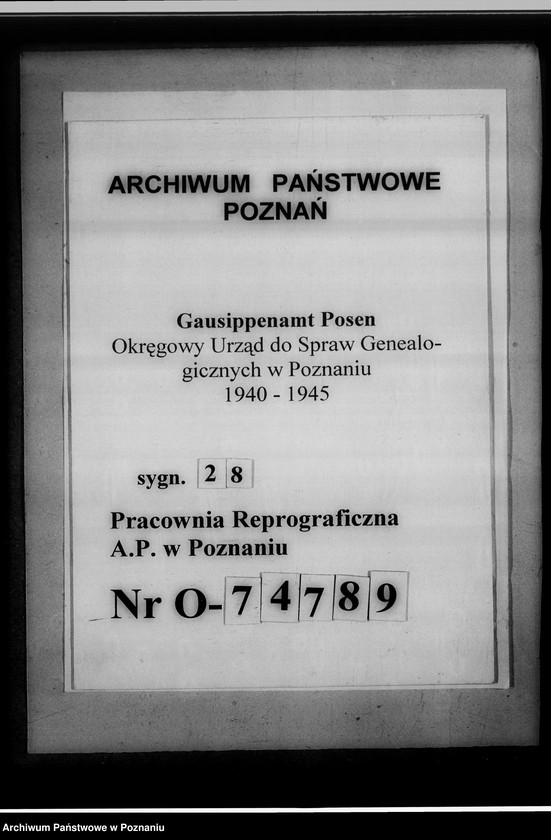 ARCHIWUM PAŃSTWOWE
POZNAŃ
Gausippenamt Posen
Okręgowy Urząd do Spraw Genealo-
gicznych w Poznaniu
1940 - 1945
sygn. 28
Pracownia Reprograficzna
A.P. w Poznaniu
Nr O-74789
Archiwum Państwowe w Poznaniu